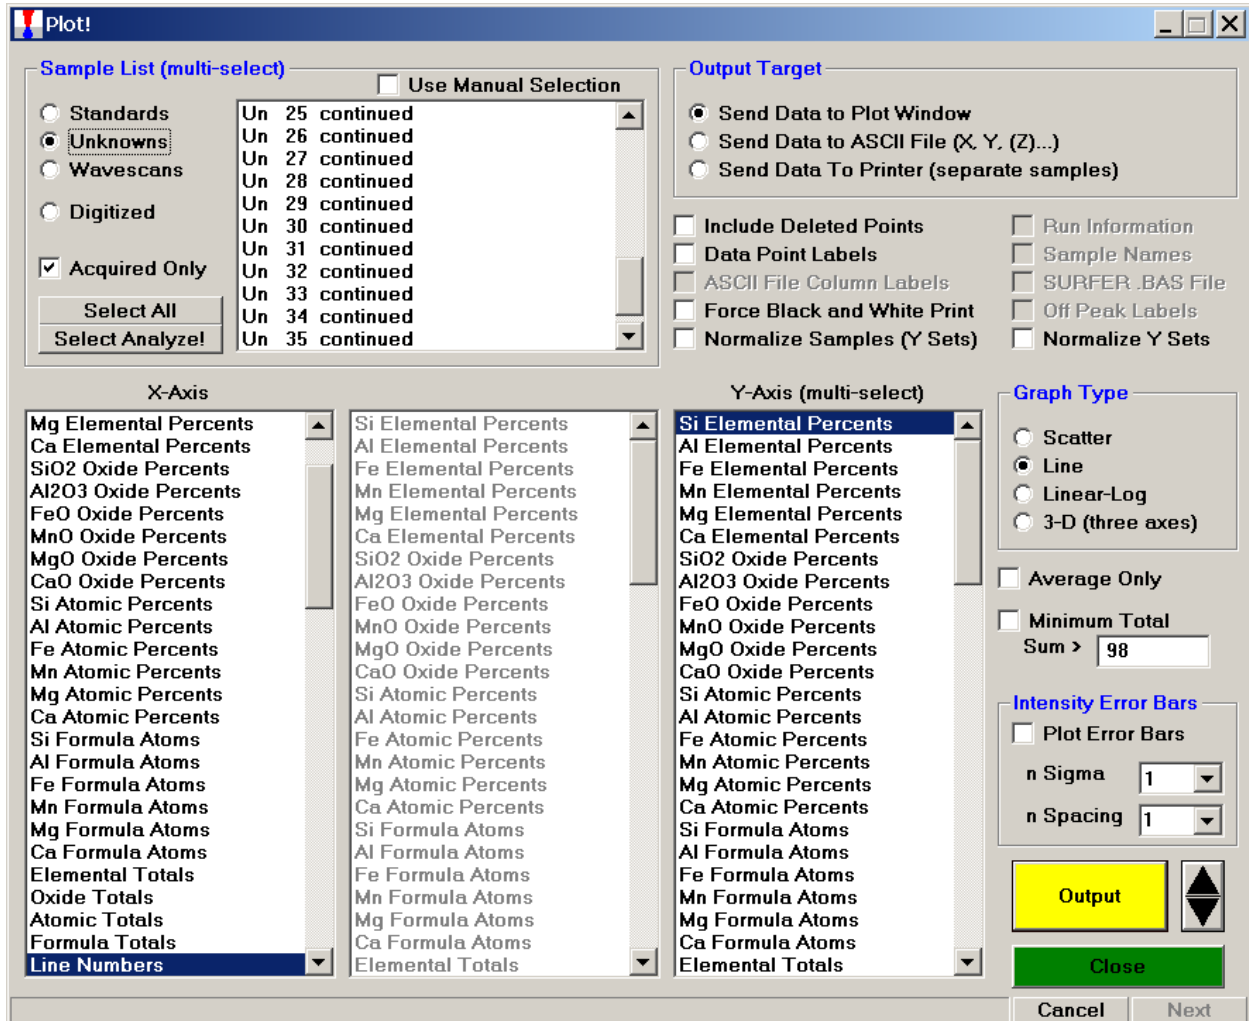 Plot!
Sample List (multi-select)
Use Manual Selection
Standards
Unknowns
Wavescans
Digitized
Acquired Only
Select All
Select Analyze!
Un 25 continued
Un 26 continued
Un 27 continued
Un 28 continued
Un 29 continued
Un 30 continued
Un 31 continued
Un 32 continued
Un 33 continued
Un 34 continued
Un 35 continued
Output Target
Send Data to Plot Window
Send Data to ASCII File (X, Y, (Z)...)
Send Data To Printer (separate samples)
Include Deleted Points
Data Point Labels
ASCII File Column Labels
Force Black and White Print
Normalize Samples (Y Sets)
Run Information
Sample Names
SURFER .BAS File
Off Peak Labels
Normalize Y Sets
X-Axis
Mg Elemental Percents
Ca Elemental Percents
SiO2 Oxide Percents
Al2O3 Oxide Percents
FeO Oxide Percents
MnO Oxide Percents
MgO Oxide Percents
CaO Oxide Percents
Si Atomic Percents
Al Atomic Percents
Fe Atomic Percents
Mn Atomic Percents
Mg Atomic Percents
Ca Atomic Percents
Si Formula Atoms
Al Formula Atoms
Fe Formula Atoms
Mn Formula Atoms
Mg Formula Atoms
Ca Formula Atoms
Elemental Totals
Oxide Totals
Atomic Totals
Formula Totals
Line Numbers
Si Elemental Percents
Al Elemental Percents
Fe Elemental Percents
Mn Elemental Percents
Mg Elemental Percents
Ca Elemental Percents
SiO2 Oxide Percents
Al2O3 Oxide Percents
FeO Oxide Percents
MnO Oxide Percents
MgO Oxide Percents
CaO Oxide Percents
Si Atomic Percents
Al Atomic Percents
Fe Atomic Percents
Mn Atomic Percents
Mg Atomic Percents
Ca Atomic Percents
Si Formula Atoms
Al Formula Atoms
Fe Formula Atoms
Mn Formula Atoms
Mg Formula Atoms
Ca Formula Atoms
Elemental Totals
Y-Axis (multi-select)
Si Elemental Percents
Al Elemental Percents
Fe Elemental Percents
Mn Elemental Percents
Mg Elemental Percents
Ca Elemental Percents
SiO2 Oxide Percents
Al2O3 Oxide Percents
FeO Oxide Percents
MnO Oxide Percents
MgO Oxide Percents
CaO Oxide Percents
Si Atomic Percents
Al Atomic Percents
Fe Atomic Percents
Mn Atomic Percents
Mg Atomic Percents
Ca Atomic Percents
Si Formula Atoms
Al Formula Atoms
Fe Formula Atoms
Mn Formula Atoms
Mg Formula Atoms
Ca Formula Atoms
Elemental Totals
Graph Type
Scatter
Line
Linear-Log
3-D (three axes)
Average Only
Minimum Total
Sum > 98
Intensity Error Bars
Plot Error Bars
n Sigma 1
n Spacing 1
Output
Close
Cancel
Next